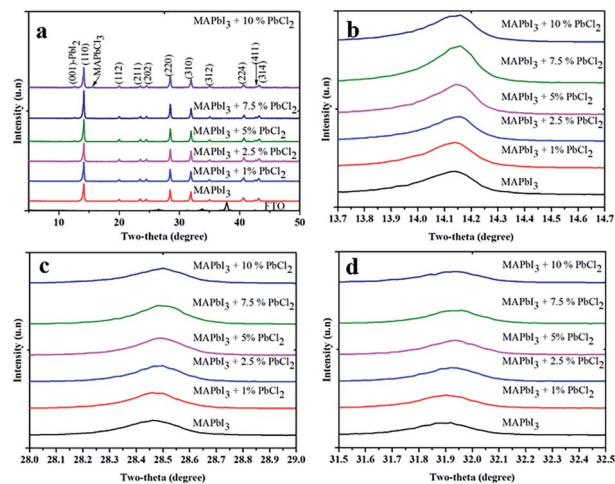 a
MAPbI3 + 10 % PbCl2
(001)-PbI2
(110)
MAPbCl3
(112)
(211)
(202)
(220)
(310)
(312)
(224)
(411)
(314)
MAPbI3 + 7.5 % PbCl2
MAPbI3 + 5% PbCl2
MAPbI3 + 2.5 % PbCl2
MAPbI3 + 1% PbCl2
MAPbI3
FTO
Intensity (u.n)
10 20 30 40 50
Two-theta (degree)
b
MAPbI3 + 10 % PbCl2
MAPbI3 + 7.5% PbCl2
MAPbI3 + 5% PbCl2
MAPbI3 + 2.5 % PbCl2
MAPbI3 + 1% PbCl2
MAPbI3
Intensity (u.n)
13.7 13.8 13.9 14.0 14.1 14.2 14.3 14.4 14.5 14.6 14.7
Two-theta (degree)
c
MAPbI3 + 10 % PbCl2
MAPbI3 + 7.5% PbCl2
MAPbI3 + 5% PbCl2
MAPbI3 + 2.5% PbCl2
MAPbI3 + 1% PbCl2
MAPbI3
Intensity (u.n)
28.0 28.1 28.2 28.3 28.4 28.5 28.6 28.7 28.8 28.9 29.0
Two-theta (degree)
d
MAPbI3 + 10 % PbCl2
MAPbI3 + 7.5% PbCl2
MAPbI3 + 5% PbCl2
MAPbI3 + 2.5% PbCl2
MAPbI3 + 1% PbCl2
MAPbI3
Intensity (u.n)
31.5 31.6 31.7 31.8 31.9 32.0 32.1 32.2 32.3 32.4 32.5
Two-theta (degree)